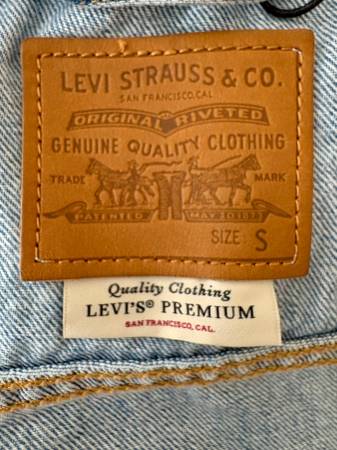 LEVI STRAUSS & CO.
SAN FRANCISCO, CAL.
ORIGINAL RIVETED
GENUINE QUALITY CLOTHING
TRADE MARK
PATENTED MAY 20 1873
SIZE: S
Quality Clothing
LEVI'S® PREMIUM
SAN FRANCISCO, CAL.